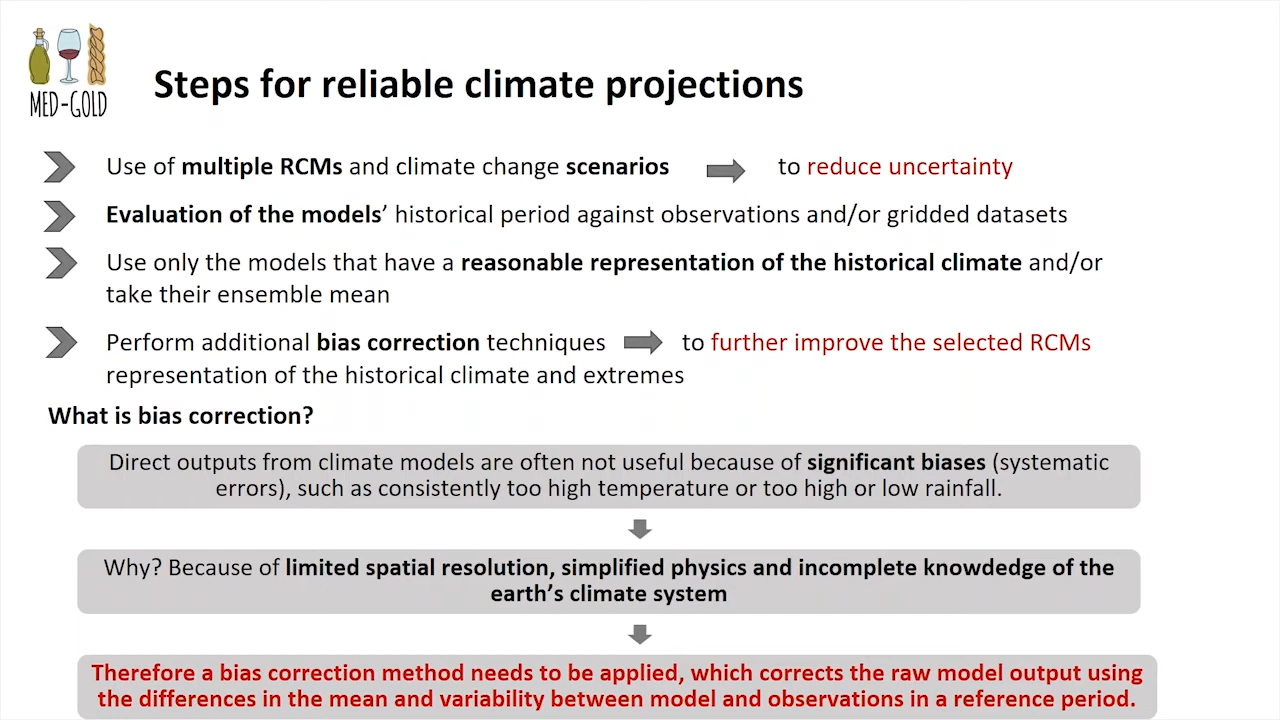 MED-GOLD
Steps for reliable climate projections
Use of multiple RCMs and climate change scenarios to reduce uncertainty
Evaluation of the models’ historical period against observations and/or gridded datasets
Use only the models that have a reasonable representation of the historical climate and/or
take their ensemble mean
Perform additional bias correction techniques to further improve the selected RCMs
representation of the historical climate and extremes
What is bias correction?
Direct outputs from climate models are often not useful because of significant biases (systematic
errors), such as consistently too high temperature or too high or low rainfall.
Why? Because of limited spatial resolution, simplified physics and incomplete knowdedge of the
earth’s climate system
Therefore a bias correction method needs to be applied, which corrects the raw model output using
the differences in the mean and variability between model and observations in a reference period.